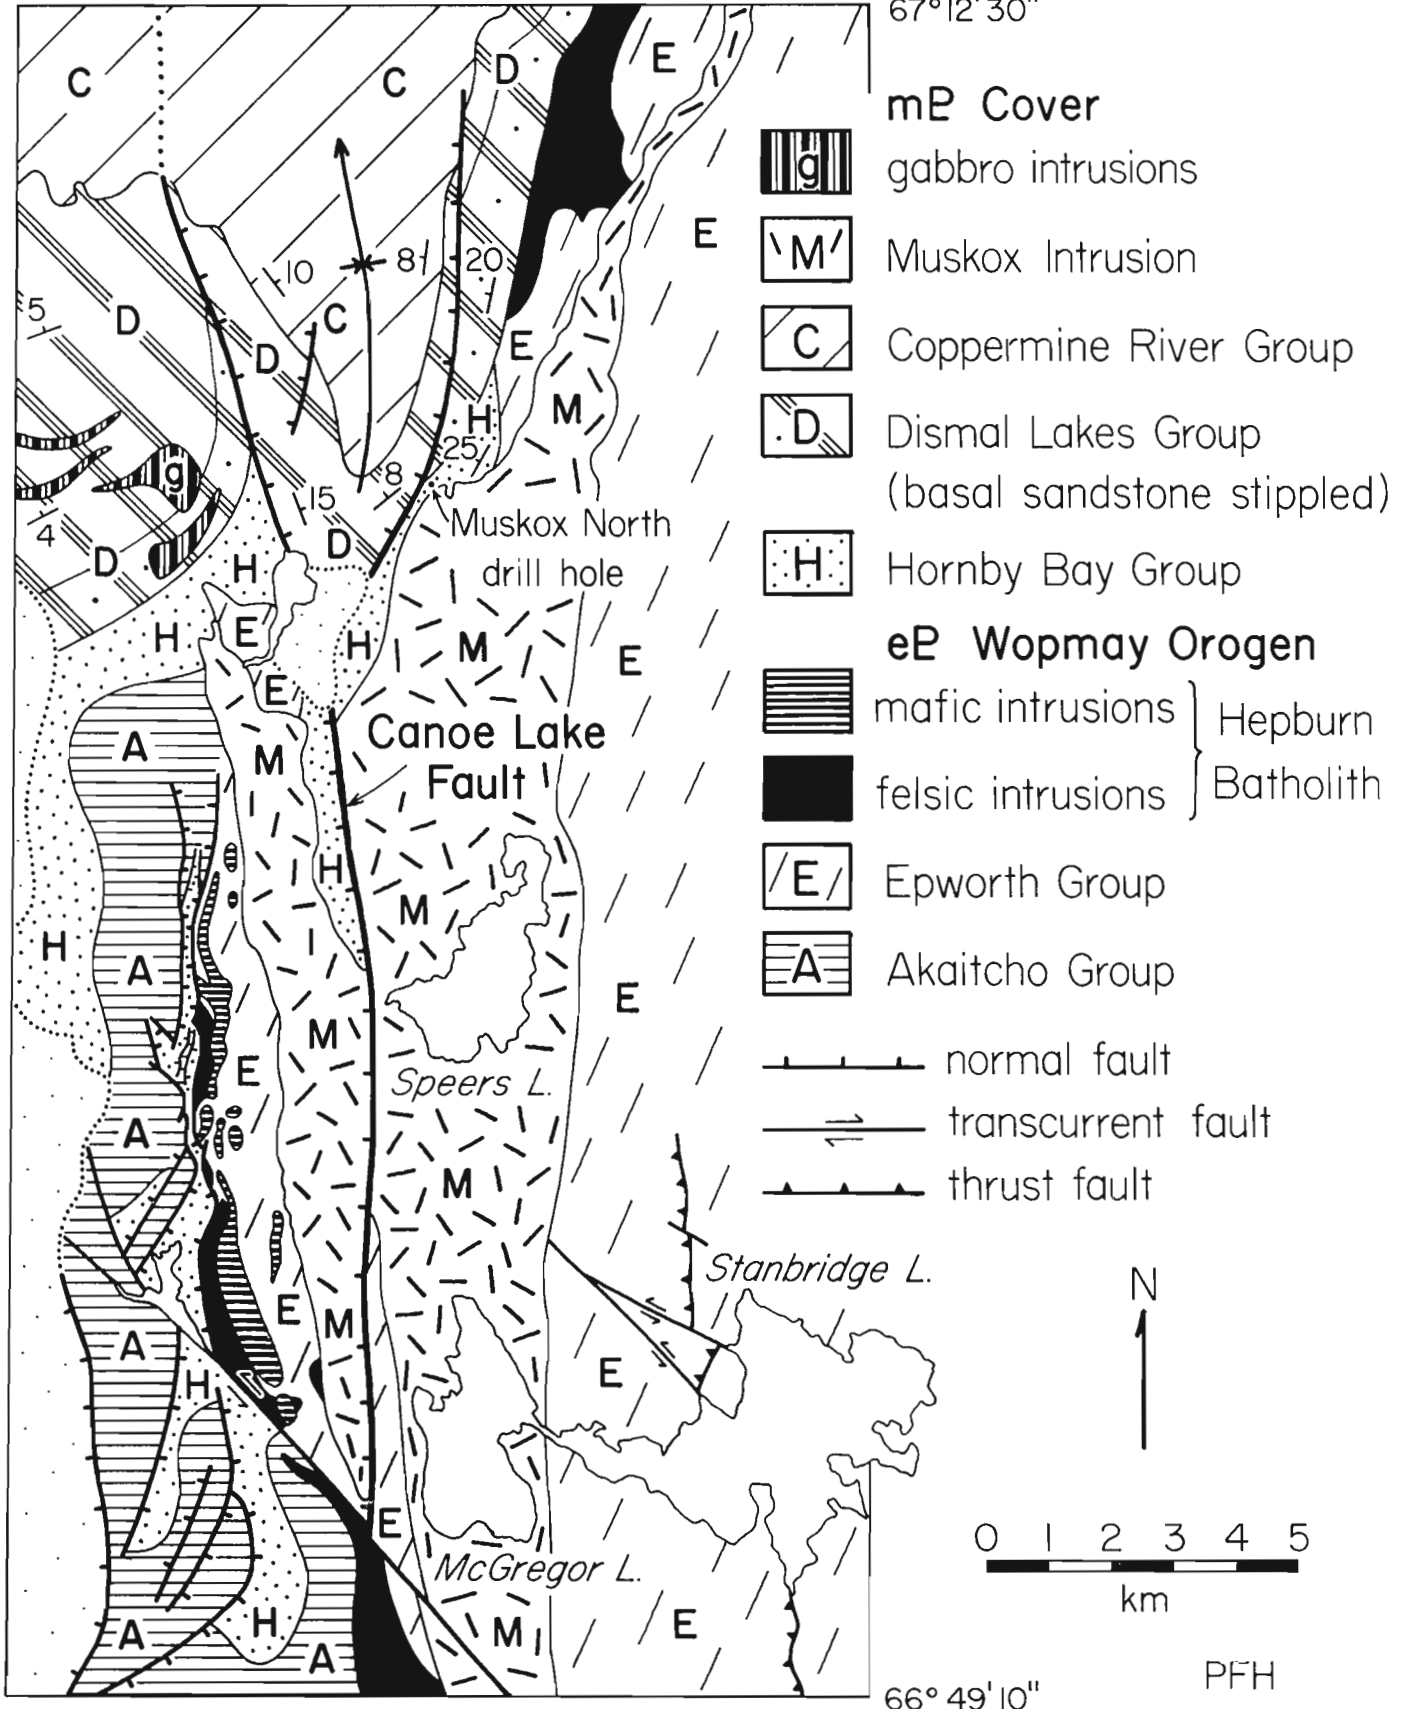 67°12'30"
mP Cover
g gabbro intrusions
M Muskox Intrusion
C Coppermine River Group
D Dismal Lakes Group
(basal sandstone stippled)
H Hornby Bay Group
eP Wopmay Orogen
mafic intrusions
felsic intrusions
Hepburn
Batholith
E Epworth Group
A Akaitcho Group
normal fault
transcurrent fault
thrust fault
N
0 1 2 3 4 5
km
PFH
66° 49'10"
C C D E
E
10 8 20
5 D C
D E
M
H
g 25
8
15
4 Muskox North
D H D drill hole
H E H M E
E
A M Canoe Lake
Fault
H
M
H A
E
M
E Speers L.
A
M
Stanbridge L.
E M
A
E
H
E
McGregor L.
A H M E
A